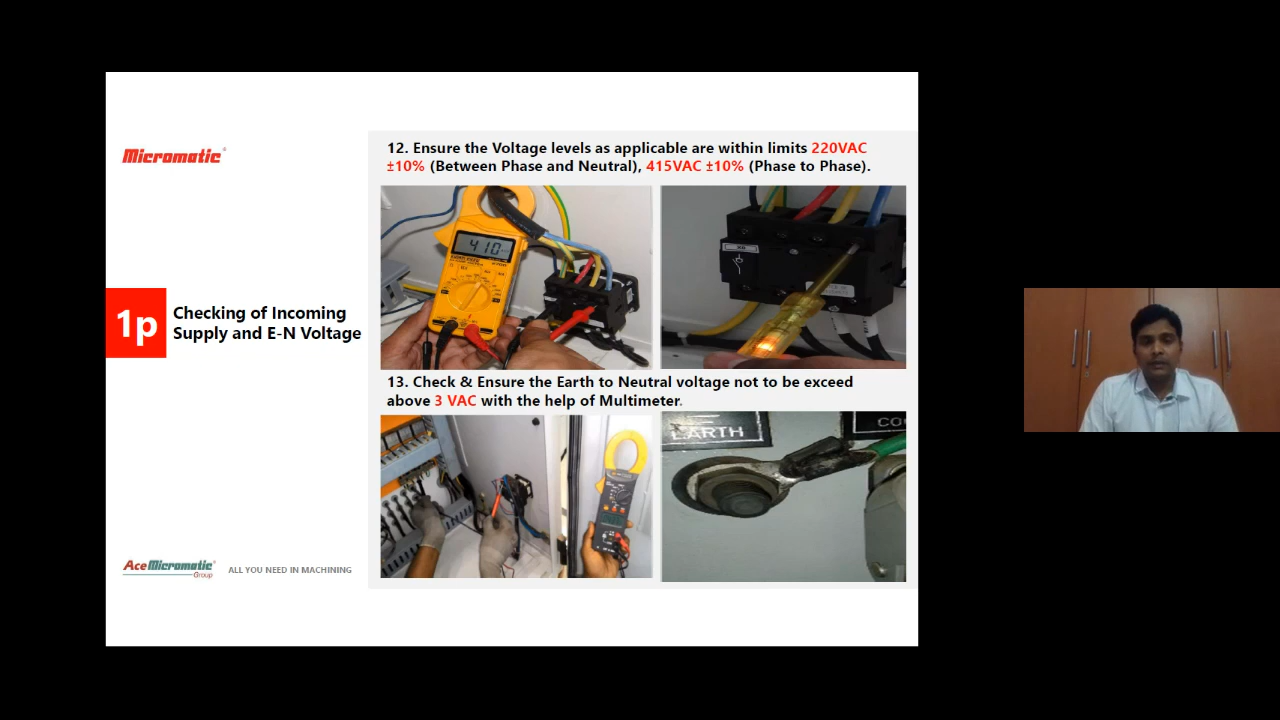 Micromatic®
12. Ensure the Voltage levels as applicable are within limits 220VAC
±10% (Between Phase and Neutral), 415VAC ±10% (Phase to Phase).
410
1p
Checking of Incoming
Supply and E-N Voltage
13. Check & Ensure the Earth to Neutral voltage not to be exceed
above 3 VAC with the help of Multimeter.
EARTH
CO
AceMicromatic®
Group
ALL YOU NEED IN MACHINING